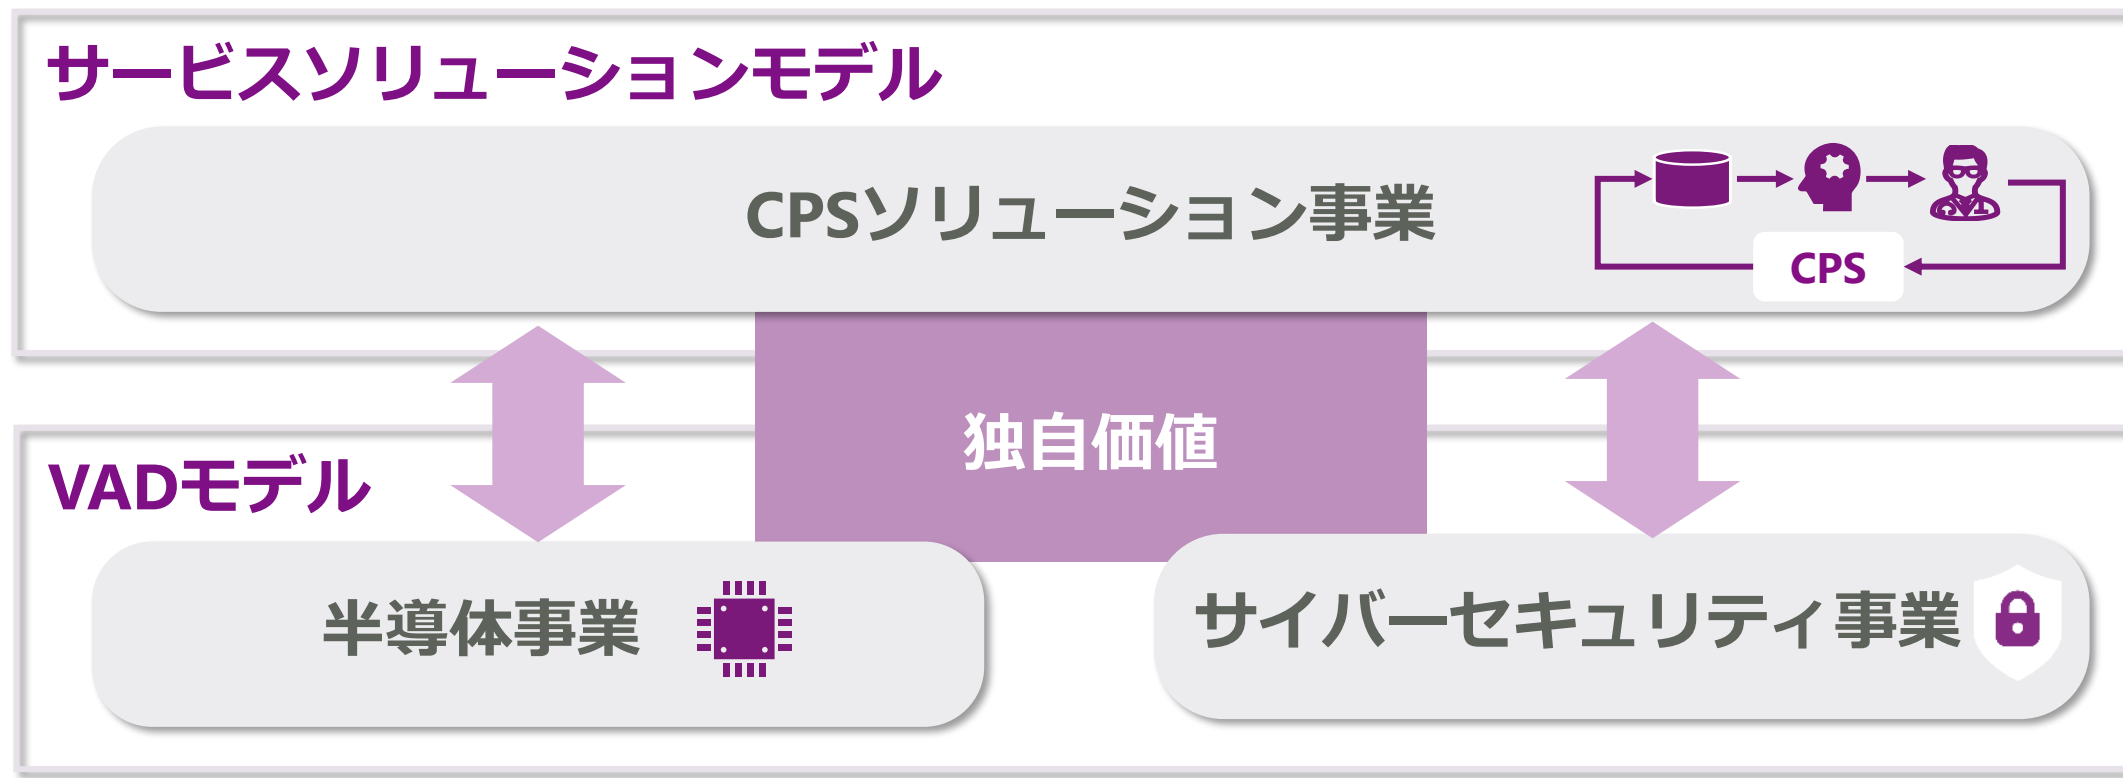 サービスソリューションモデル
CPSソリューション事業
CPS
独自価値
VADモデル
半導体事業
サイバーセキュリティ事業